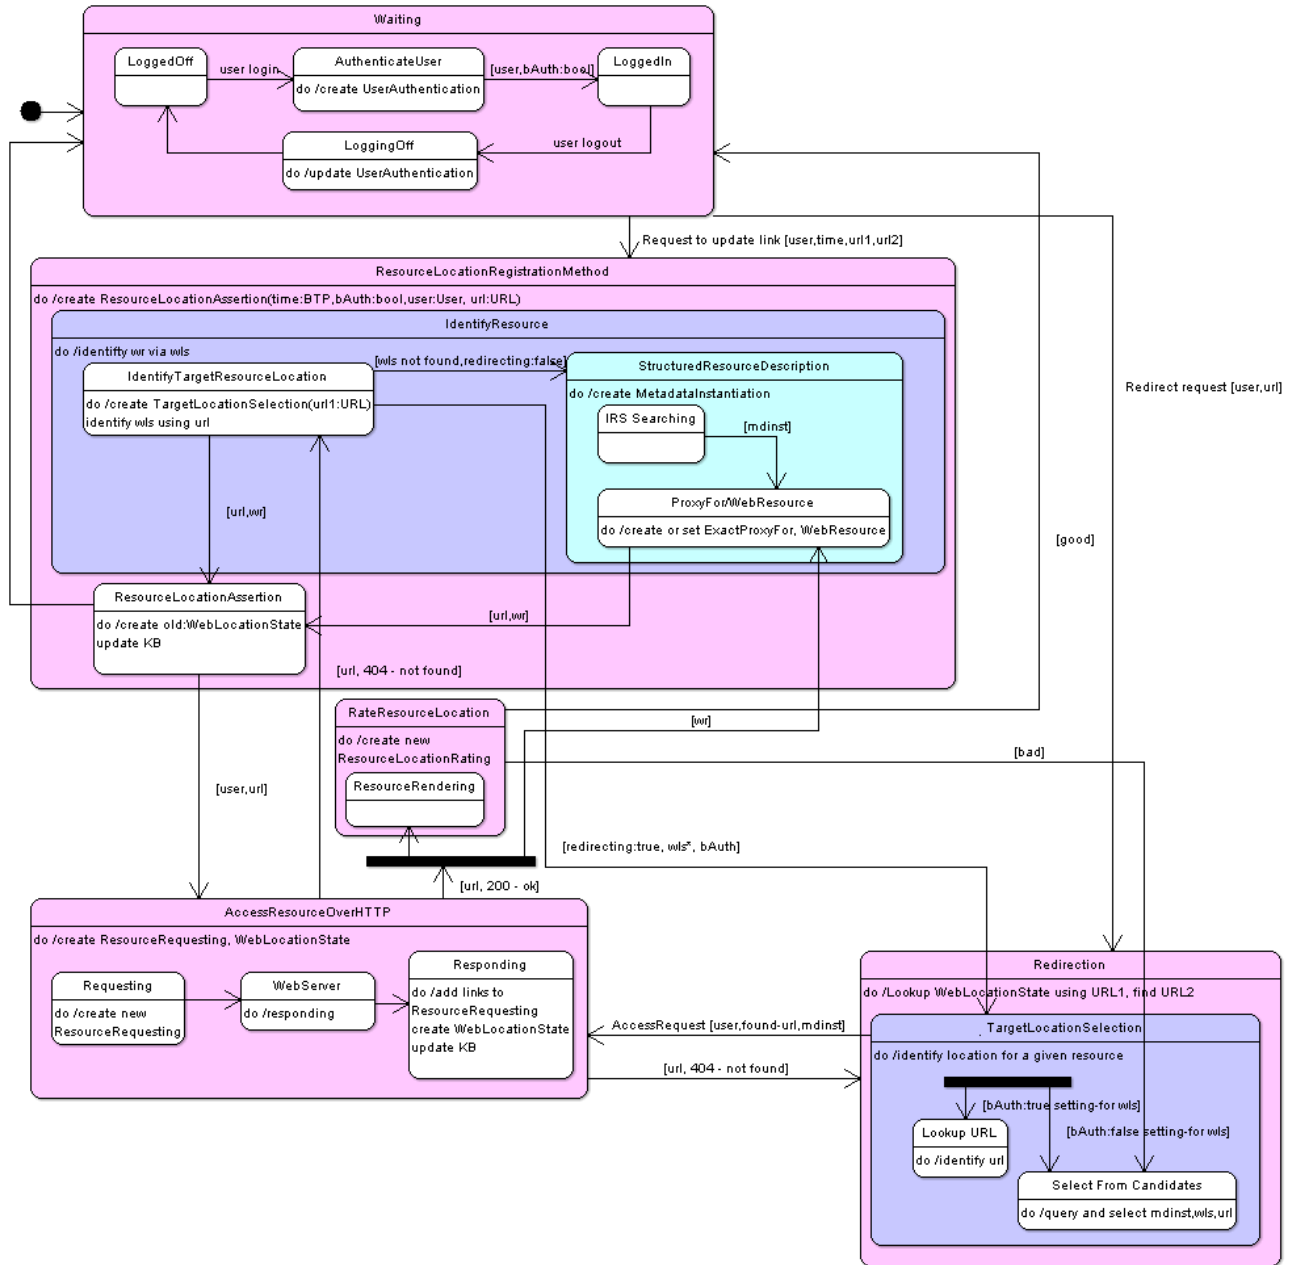 Waiting
LoggedOff
user login
AuthenticateUser
do /create UserAuthentication
[user,bAuth:bool]
LoggedIn
LoggingOff
do /update UserAuthentication
user logout
Request to update link [user,time,url1,url2]
ResourceLocationRegistrationMethod
do /create ResourceLocationAssertion(time:BTP,bAuth:bool,user:User, url:URL)
IdentifyResource
do /identifty wr via wls
[wls not found,redirecting:false]
IdentifyTargetResourceLocation
do /create TargetLocationSelection(url1:URL)
identify wls using url
StructuredResourceDescription
do /create MetadataInstantiation
IRS Searching
[mdinst]
ProxyFor/WebResource
do /create or set ExactProxyFor, WebResource
Redirect request [user,url]
[url,wr]
[good]
ResourceLocationAssertion
do /create old:WebLocationState
update KB
[url,wr]
[url, 404 - not found]
RateResourceLocation
do /create new
ResourceLocationRating
ResourceRendering
[wr]
[bad]
[user,url]
[redirecting:true, wls*, bAuth]
[url, 200 - ok]
AccessResourceOverHTTP
do /create ResourceRequesting, WebLocationState
Requesting
do /create new
ResourceRequesting
WebServer
do /responding
Responding
do /add links to
ResourceRequesting
create WebLocationState
update KB
Redirection
do /Lookup WebLocationState using URL1, find URL2
AccessRequest [user,found-url,mdinst]
[url, 404 - not found]
TargetLocationSelection
do /identify location for a given resource
[bAuth:true setting-for wls]
[bAuth:false setting-for wls]
Lookup URL
do /identify url
Select From Candidates
do /query and select mdinst,wls,url